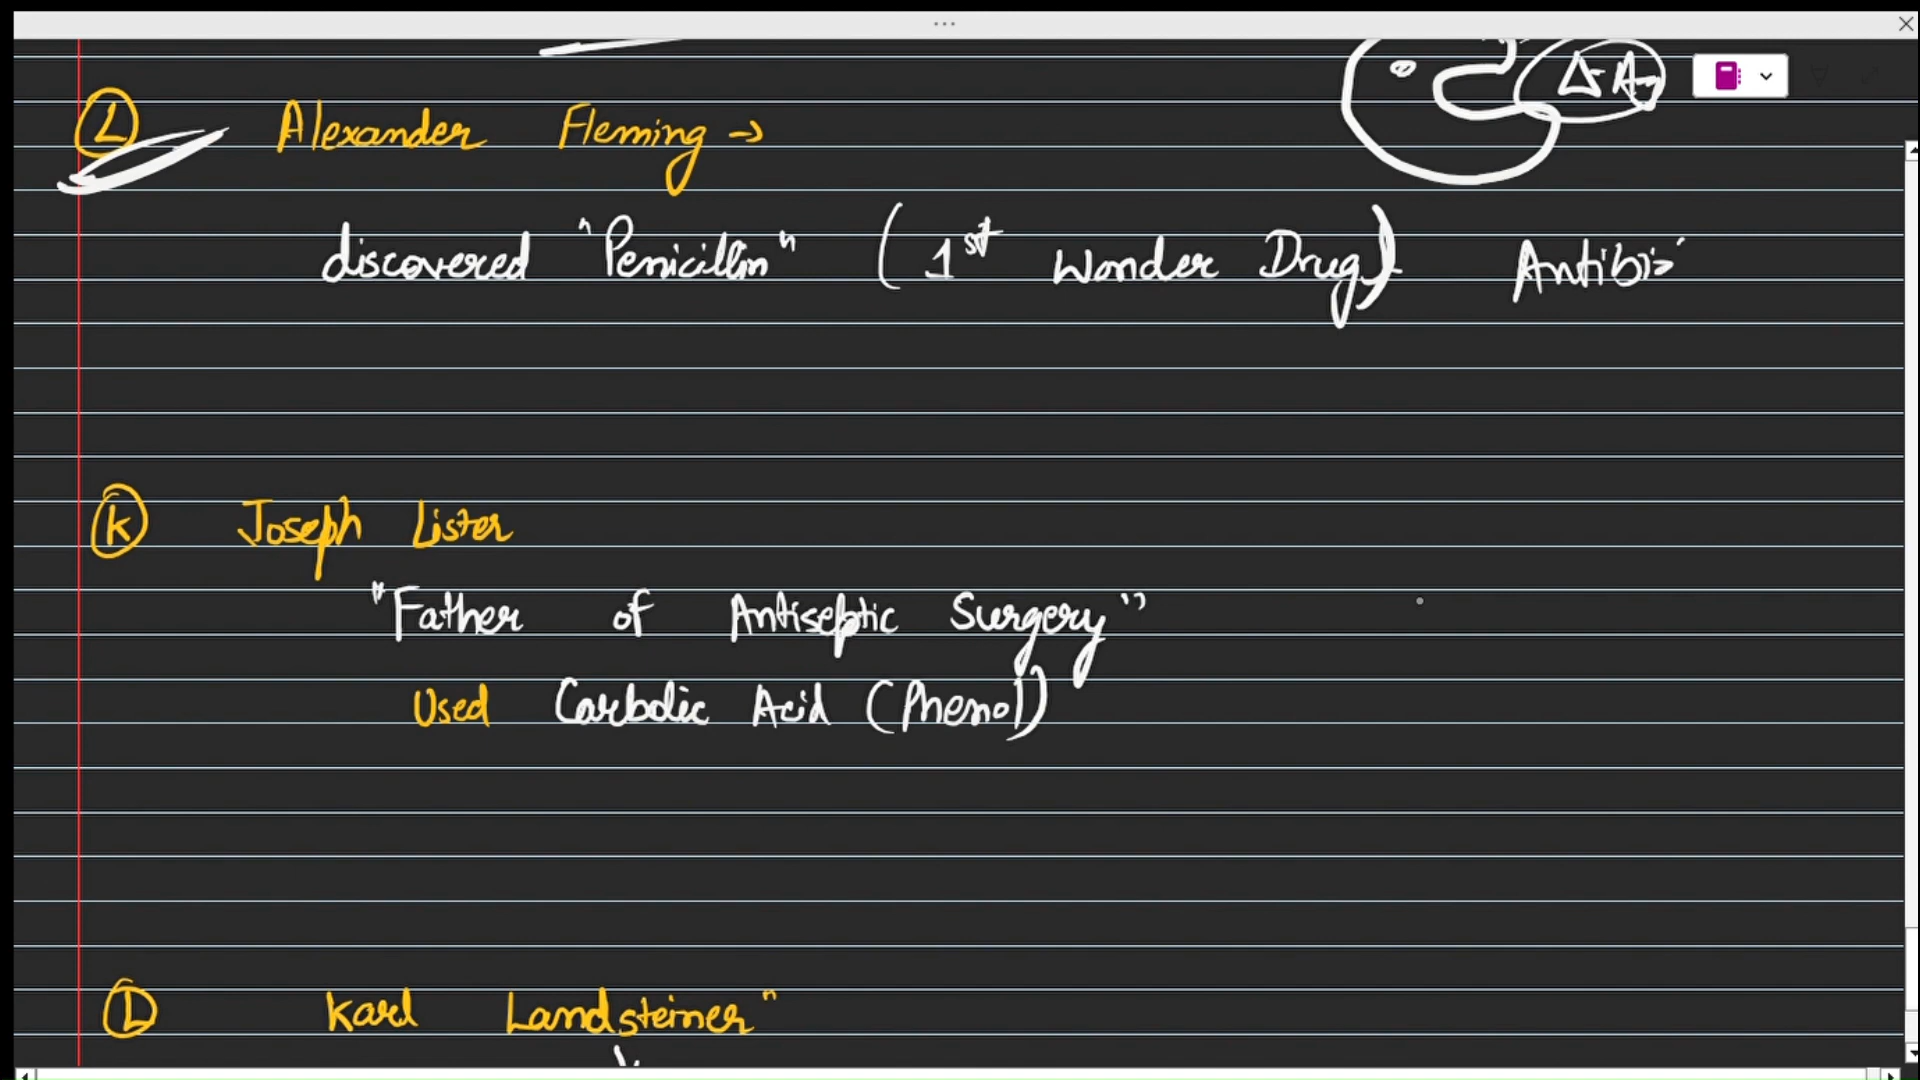 L Alexander Fleming →
discovered "Penicillin" (1st Wonder Drug) Antibio
K Joseph Lister
"Father of Antiseptic Surgery"
Used Carbolic Acid (Phenol)
L Karl Landsteiner"